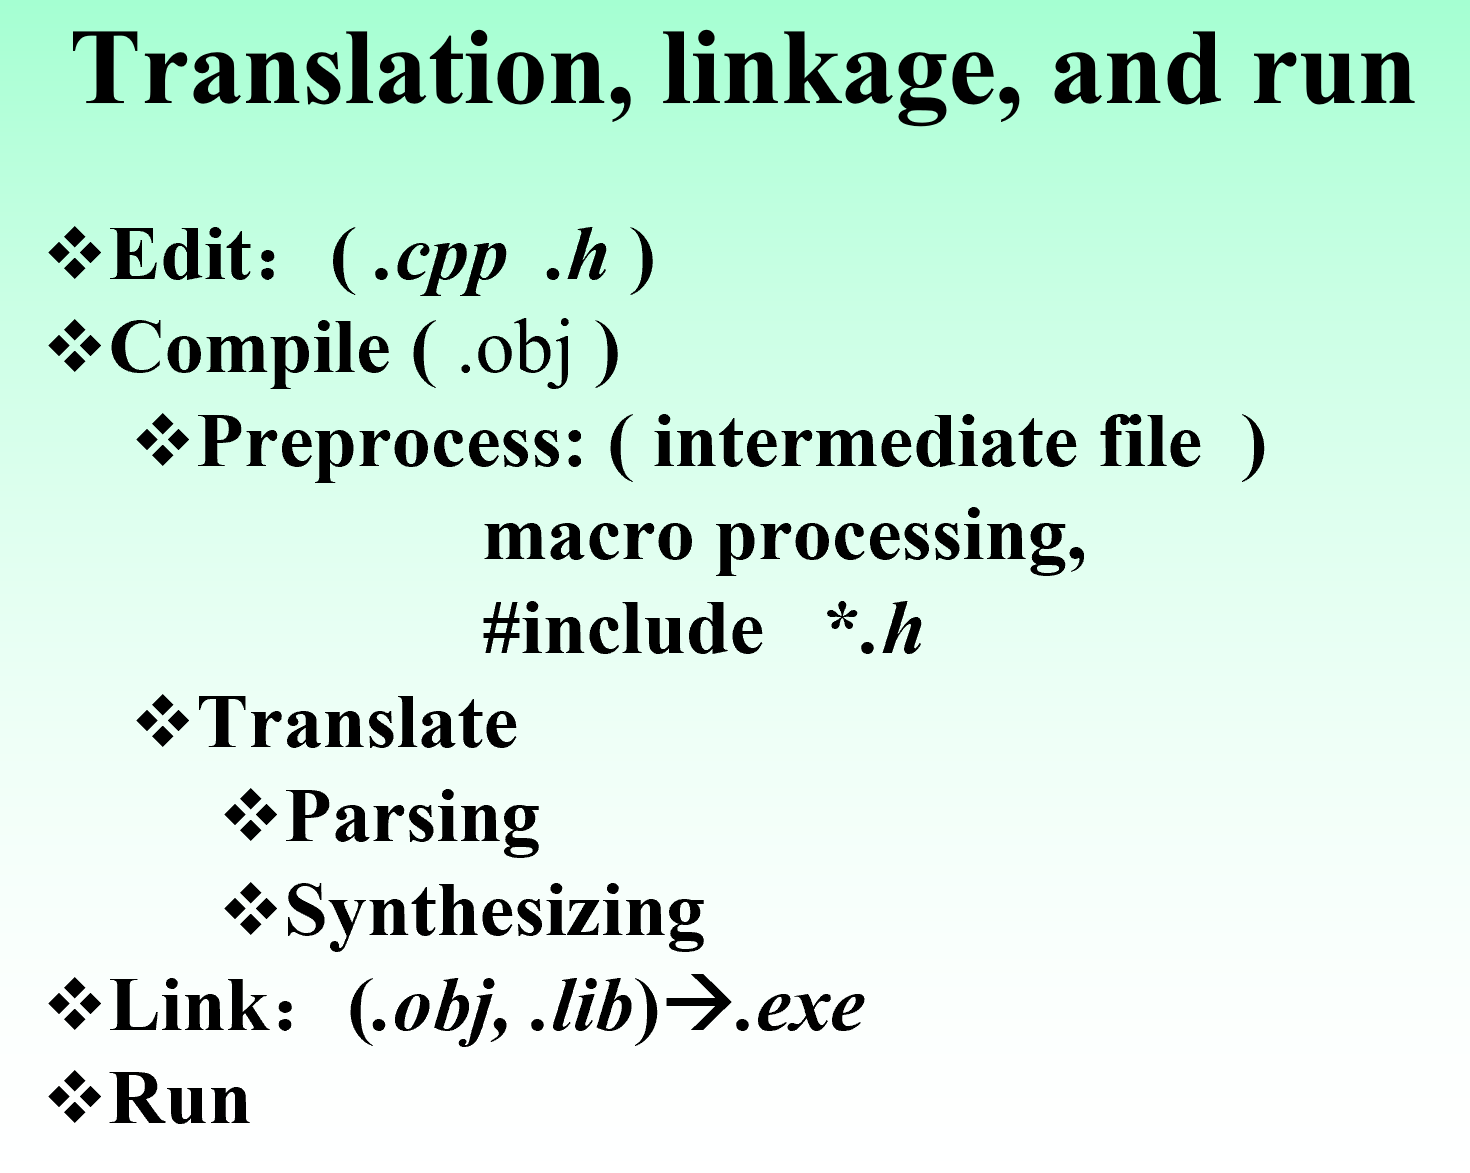 Translation, linkage, and run
❖Edit：( .cpp .h )
❖Compile ( .obj )
❖Preprocess: ( intermediate file )
macro processing,
#include *.h
❖Translate
❖Parsing
❖Synthesizing
❖Link：(.obj, .lib)→.exe
❖Run